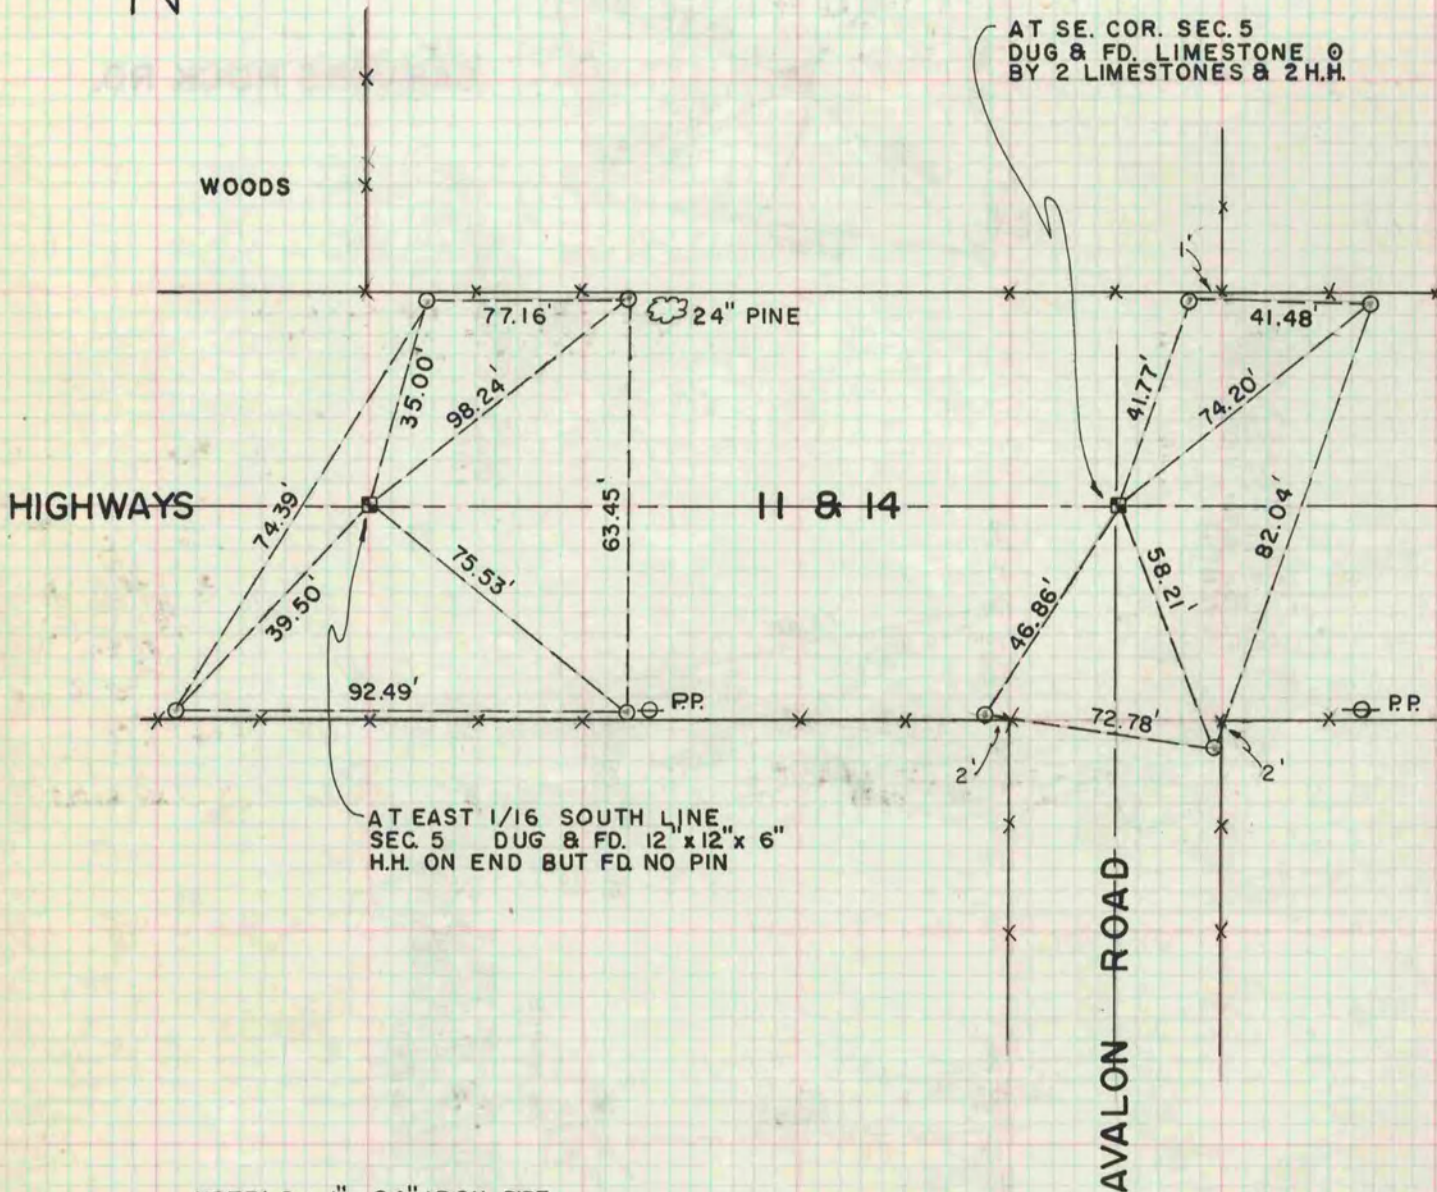 N
AT SE. COR. SEC. 5
DUG & FD. LIMESTONE ⊙
BY 2 LIMESTONES & 2 H.H.
WOODS
1'
77.16'
24" PINE
41.48'
35.00'
98.24'
41.77'
74.20'
HIGHWAYS
11 & 14
74.39'
63.45'
82.04'
39.50'
75.53'
46.86'
58.21'
92.49'
P.P.
P.P.
72.78'
2'
2'
AT EAST 1/16 SOUTH LINE
SEC. 5 DUG & FD. 12" x 12" x 6"
H.H. ON END BUT FD. NO PIN
AVALON ROAD